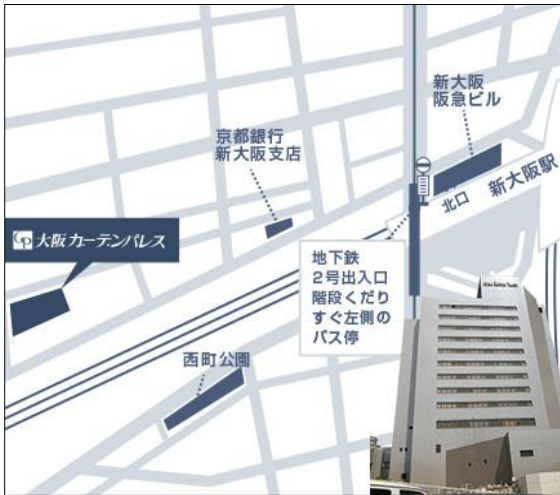 新大阪
阪急ビル
京都銀行
新大阪支店
新大阪駅
北口
大阪ガーデンパレス
地下鉄
2号出入口
階段くだり
すぐ左側の
バス停
西町公園